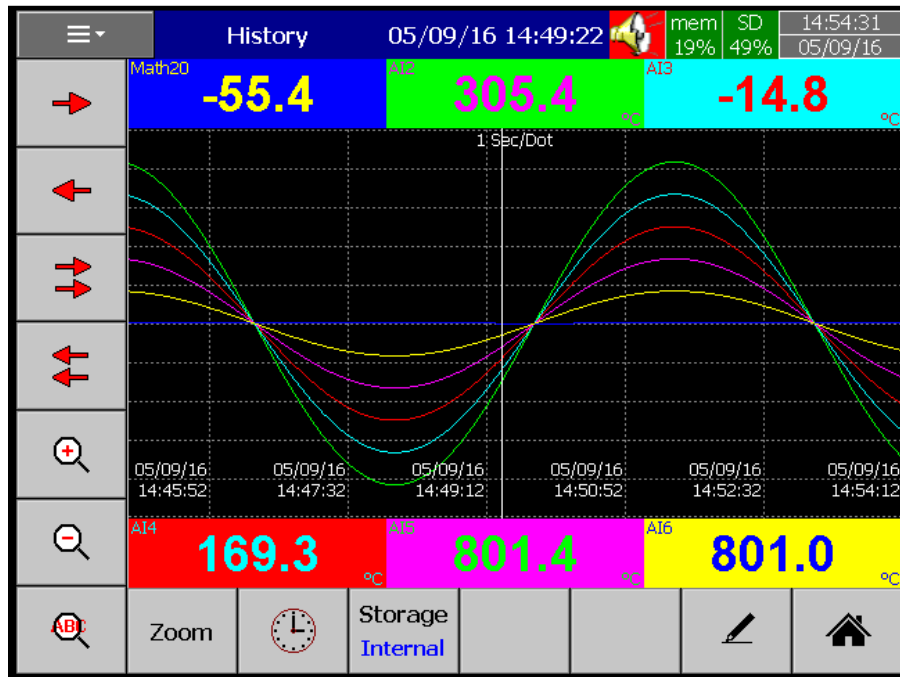 History 05/09/16 14:49:22 mem SD 14:54:31
19% 49% 05/09/16
Math20 AI2 AI3
-55.4 305.4 °C -14.8 °C
1 Sec/Dot
05/09/16 05/09/16 05/09/16 05/09/16 05/09/16 05/09/16
14:45:52 14:47:32 14:49:12 14:50:52 14:52:32 14:54:12
AI4 AI5 AI6
169.3 °C 801.4 °C 801.0 °C
ABC Zoom Storage
Internal